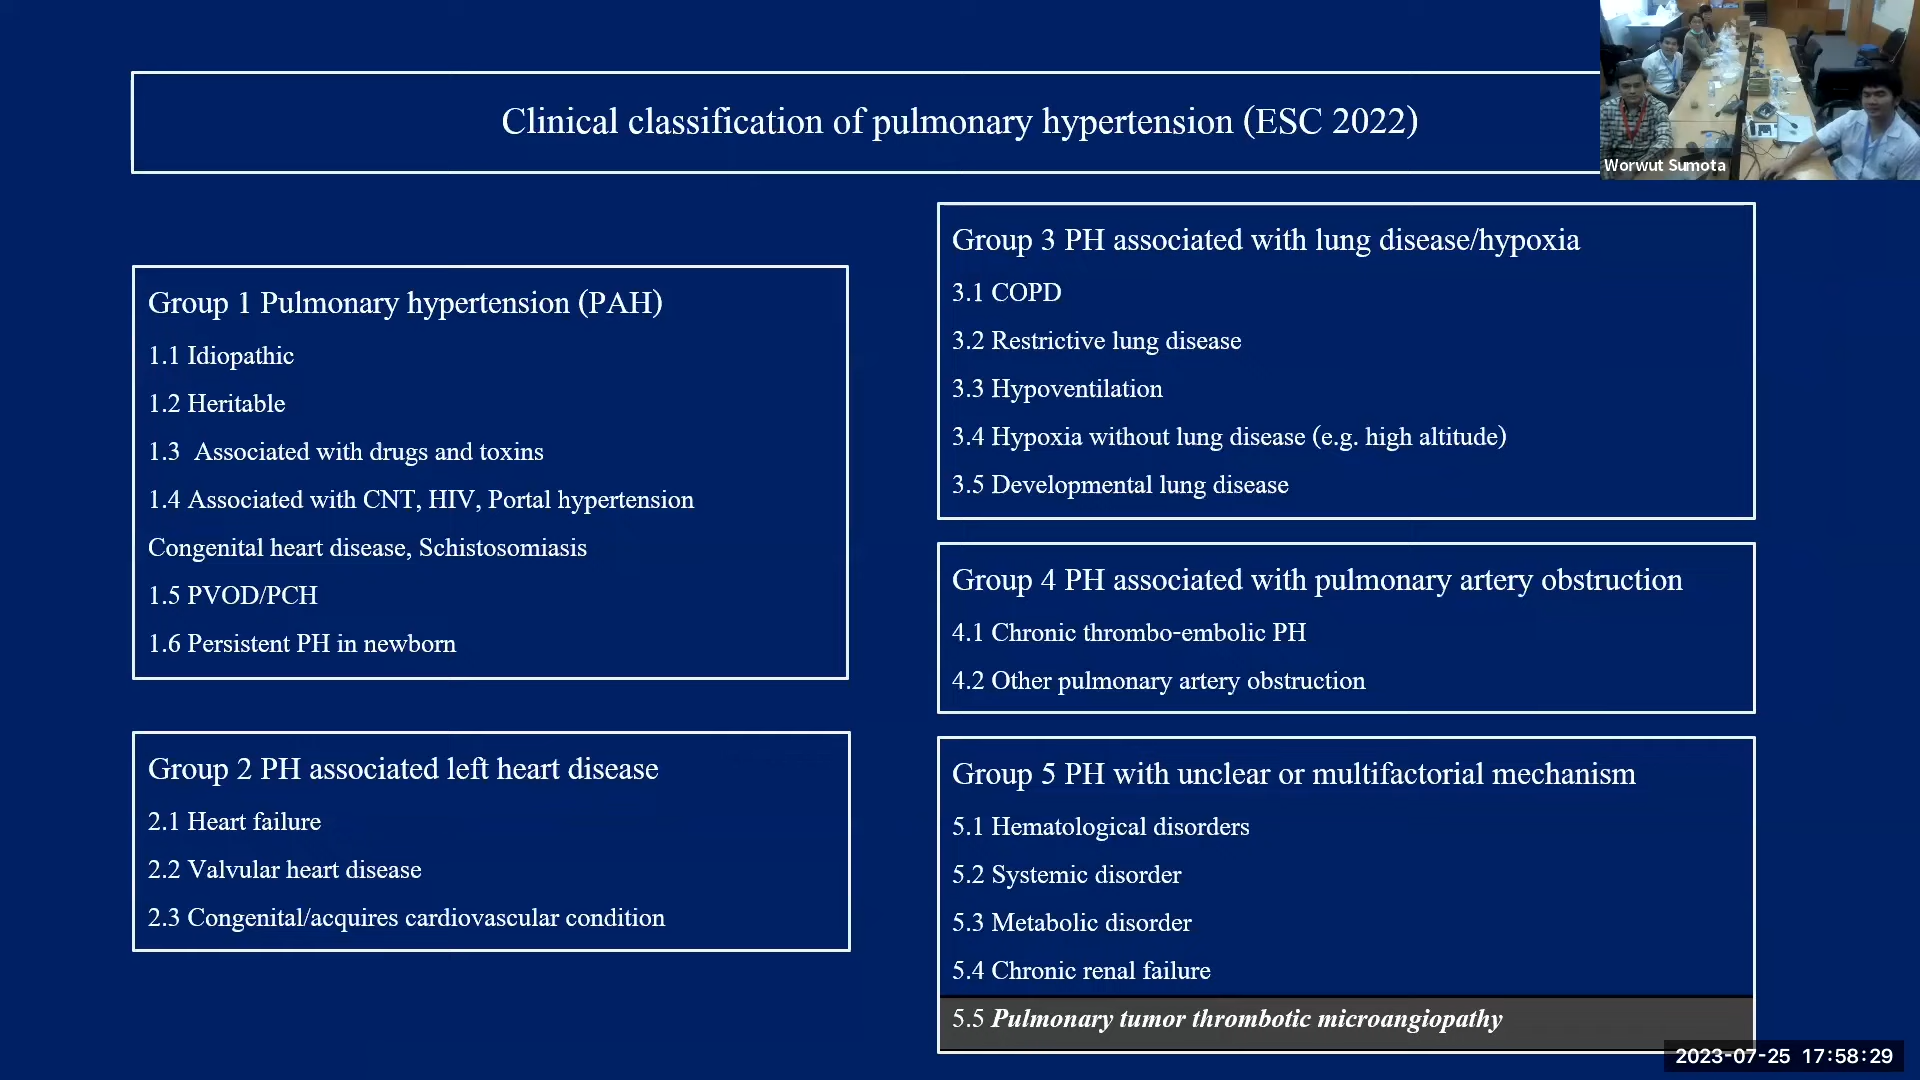 Clinical classification of pulmonary hypertension (ESC 2022)
Worwut Sumota
Group 1 Pulmonary hypertension (PAH)
1.1 Idiopathic
1.2 Heritable
1.3 Associated with drugs and toxins
1.4 Associated with CNT, HIV, Portal hypertension
Congenital heart disease, Schistosomiasis
1.5 PVOD/PCH
1.6 Persistent PH in newborn
Group 2 PH associated left heart disease
2.1 Heart failure
2.2 Valvular heart disease
2.3 Congenital/acquires cardiovascular condition
Group 3 PH associated with lung disease/hypoxia
3.1 COPD
3.2 Restrictive lung disease
3.3 Hypoventilation
3.4 Hypoxia without lung disease (e.g. high altitude)
3.5 Developmental lung disease
Group 4 PH associated with pulmonary artery obstruction
4.1 Chronic thrombo-embolic PH
4.2 Other pulmonary artery obstruction
Group 5 PH with unclear or multifactorial mechanism
5.1 Hematological disorders
5.2 Systemic disorder
5.3 Metabolic disorder
5.4 Chronic renal failure
5.5 Pulmonary tumor thrombotic microangiopathy
2023-07-25 17:58:29